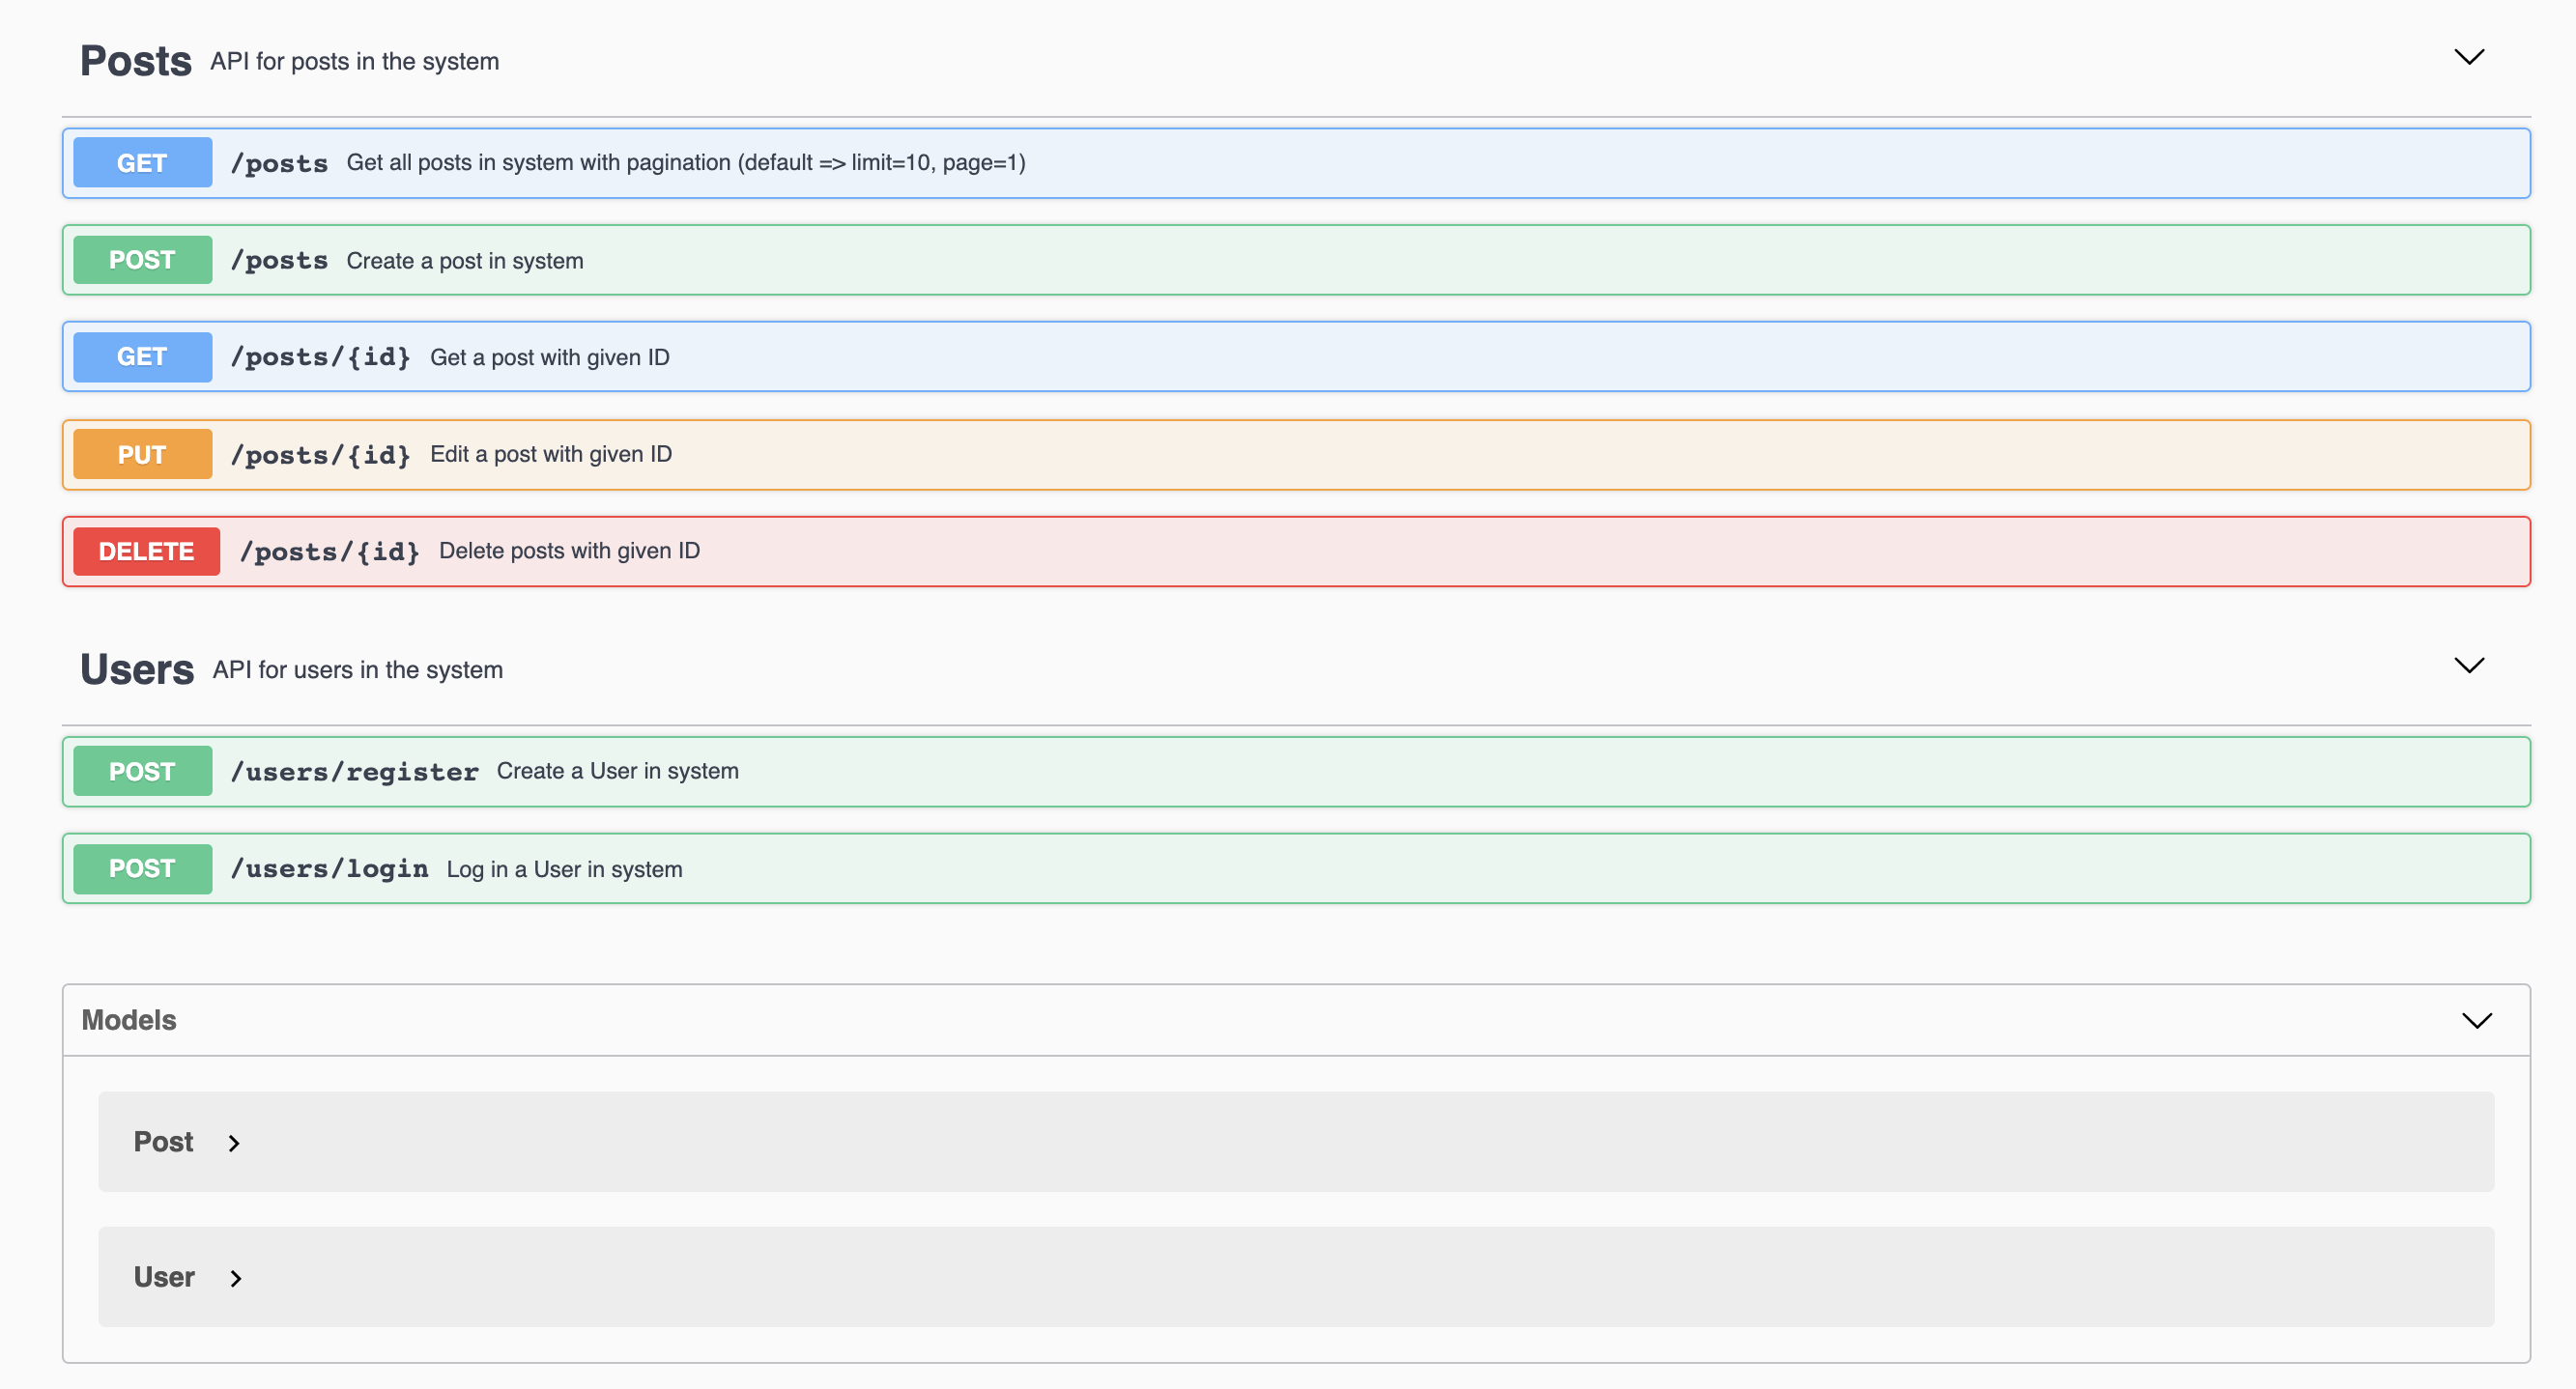 Posts API for posts in the system
GET /posts Get all posts in system with pagination (default => limit=10, page=1)
POST /posts Create a post in system
GET /posts/{id} Get a post with given ID
PUT /posts/{id} Edit a post with given ID
DELETE /posts/{id} Delete posts with given ID
Users API for users in the system
POST /users/register Create a User in system
POST /users/login Log in a User in system
Models
Post
User